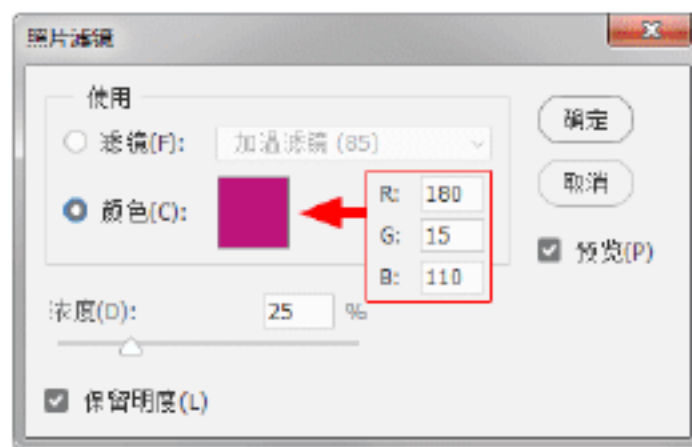 照片滤镜
使用
滤镜(F): 加温滤镜 (85)
颜色(C):
R: 180
G: 15
B: 110
浓度(D): 25 %
保留明度(L)
确定
取消
预览(P)